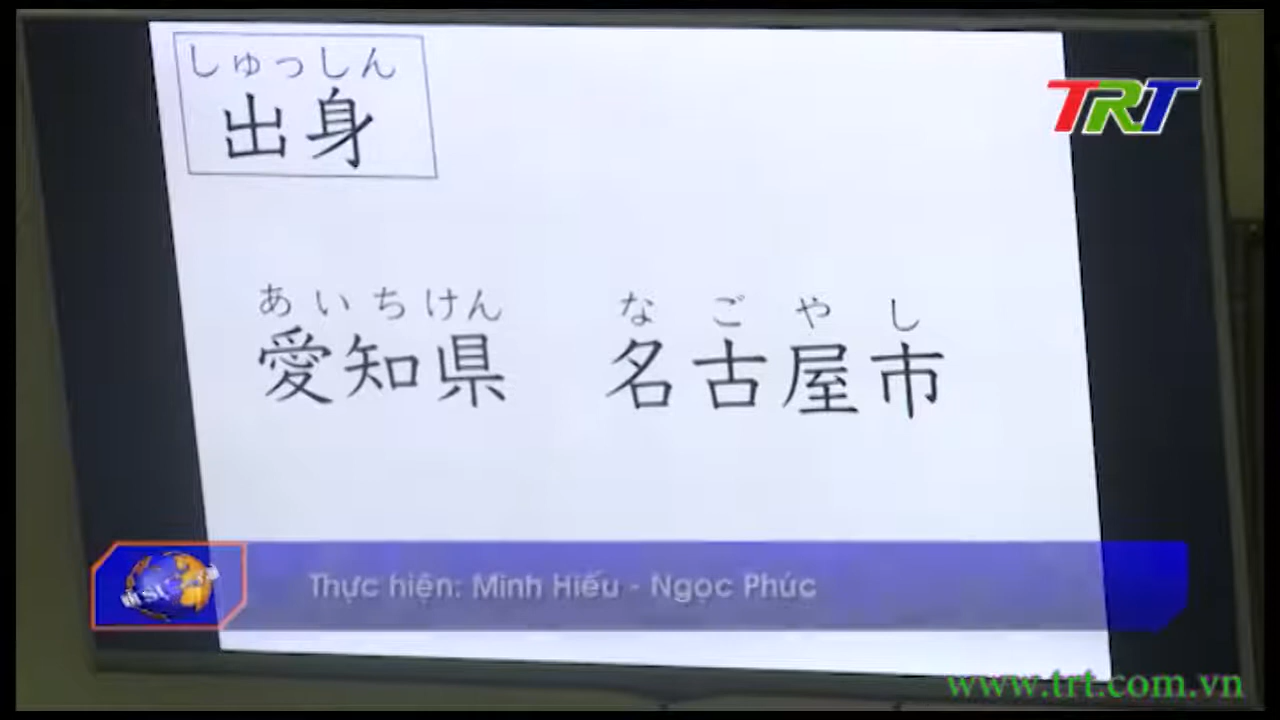 しゅっしん
出身
TRT
あいちけん なごやし
愛知県 名古屋市
Thực hiện: Minh Hiếu - Ngọc Phúc
www.trt.com.vn